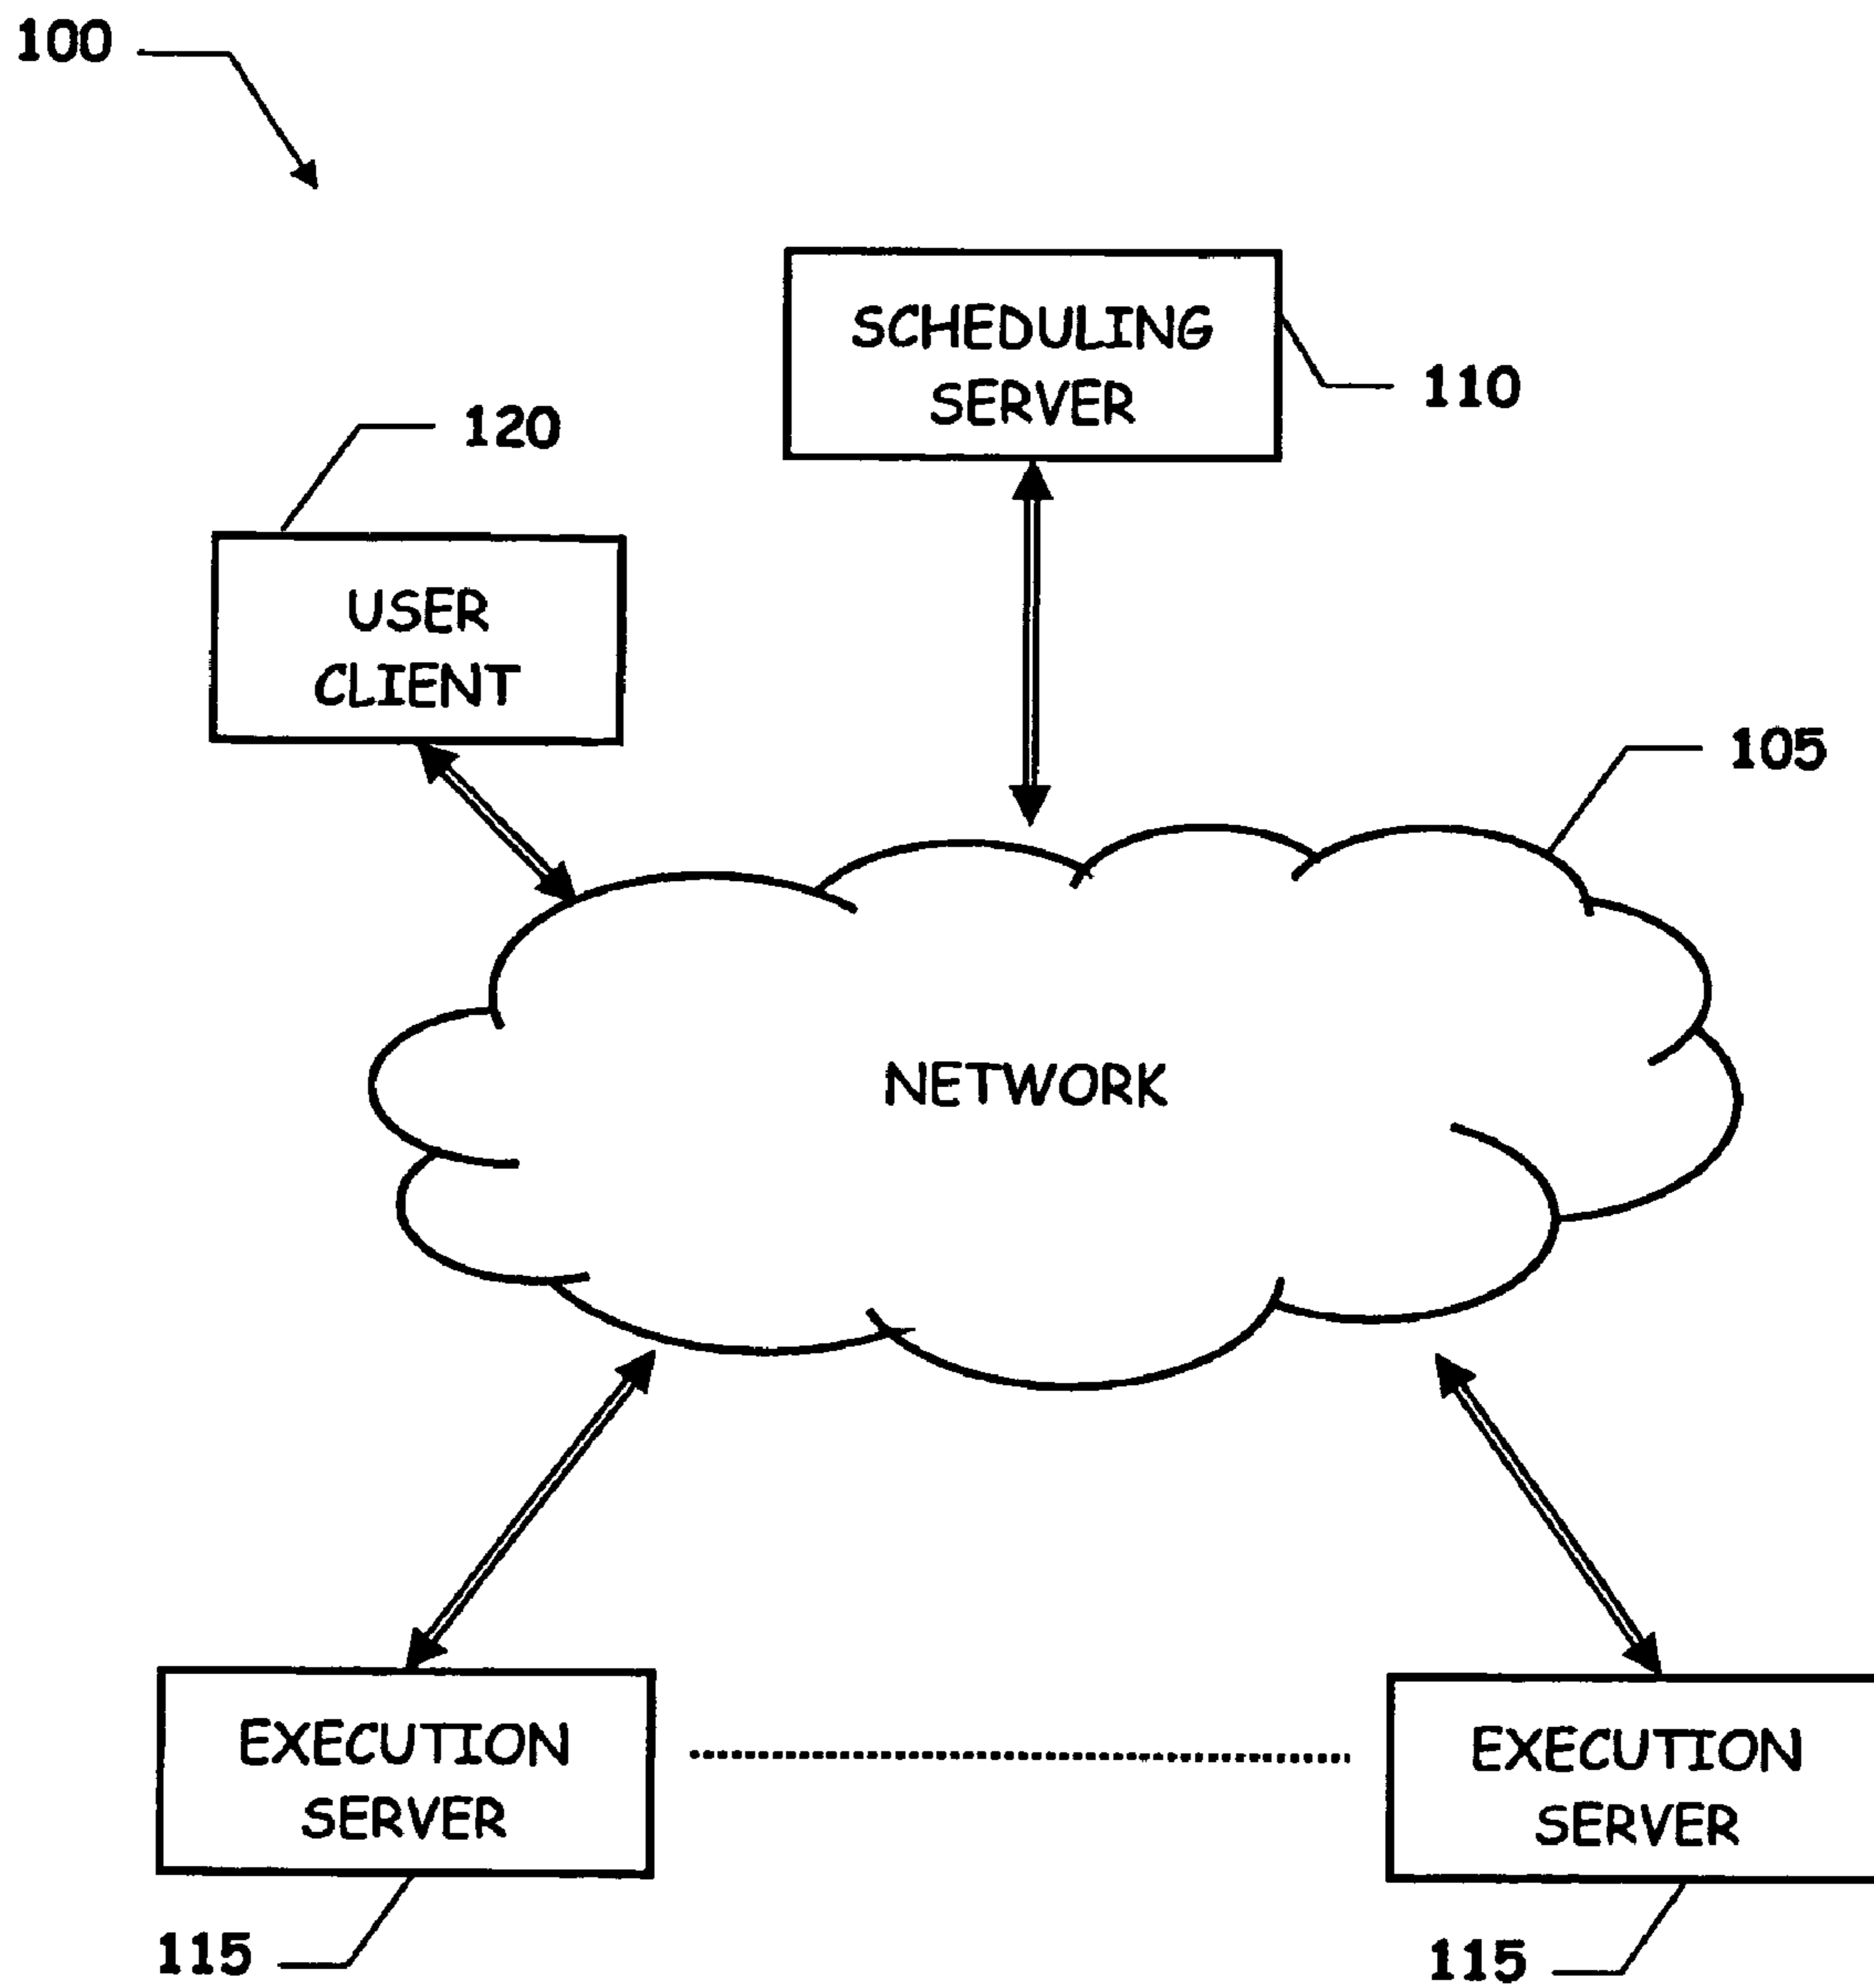 100
SCHEDULING
SERVER
110
120
USER
CLIENT
105
NETWORK
EXECUTION
SERVER
EXECUTION
SERVER
115
115